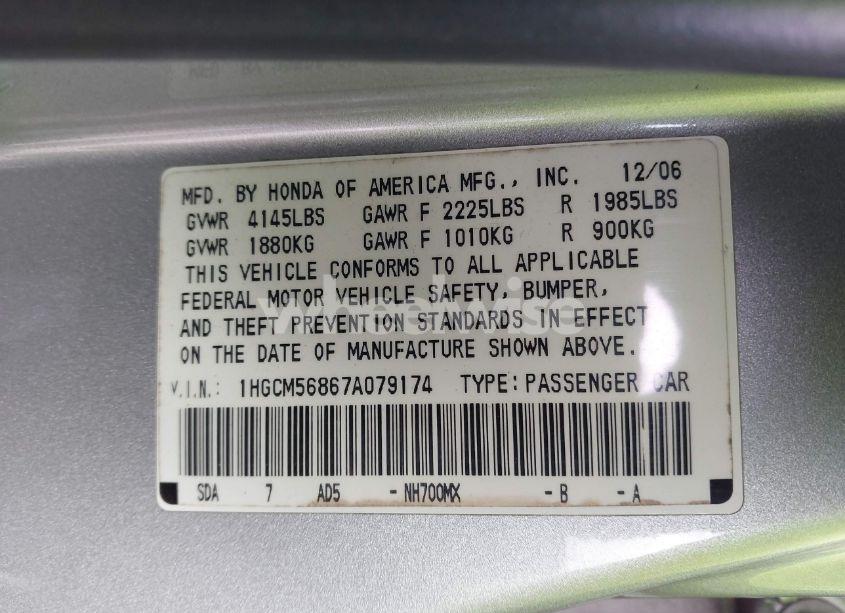 MFD. BY HONDA OF AMERICA MFG., INC. 12/06
GVWR 4145LBS GAWR F 2225LBS R 1985LBS
GVWR 1880KG GAWR F 1010KG R 900KG
THIS VEHICLE CONFORMS TO ALL APPLICABLE
FEDERAL MOTOR VEHICLE SAFETY, BUMPER,
AND THEFT PREVENTION STANDARDS IN EFFECT
ON THE DATE OF MANUFACTURE SHOWN ABOVE.
V.I.N.: 1HGCM56867A079174 TYPE: PASSENGER CAR
SDA 7 AD5 - NH700MX - B - A
wheelwise